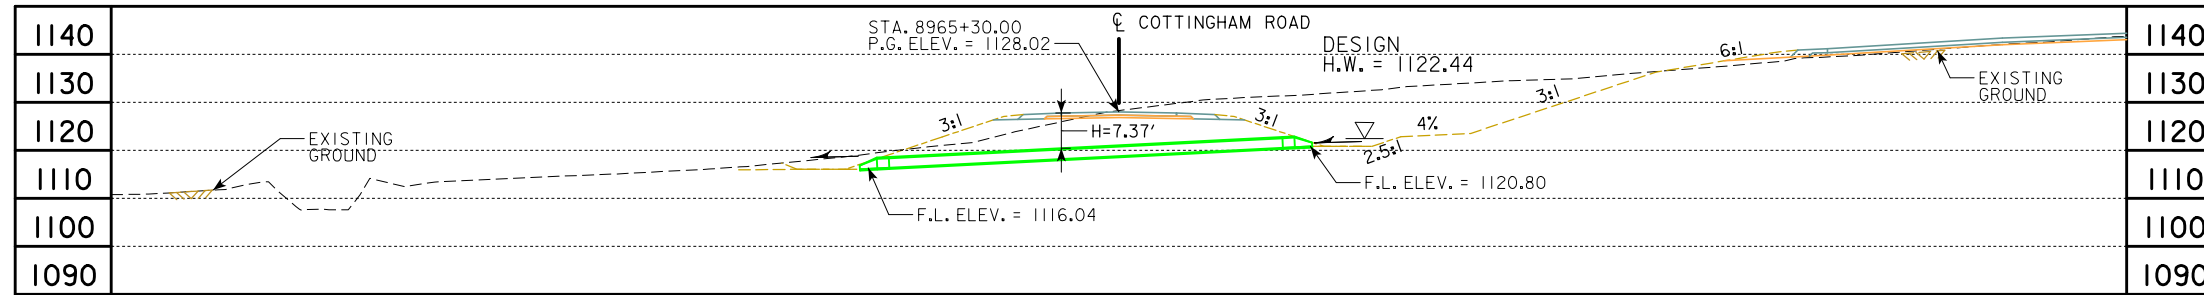 ℄ COTTINGHAM ROAD
STA. 8965+30.00
P.G. ELEV. = 1128.02
DESIGN
H.W. = 1122.44
1140
1140
6:1
EXISTING
GROUND
1130
1130
3:1
3:1
3:1
4%
H=7.37'
1120
1120
EXISTING
GROUND
2.5:1
1110
1110
F.L. ELEV. = 1120.80
F.L. ELEV. = 1116.04
1100
1100
1090
1090